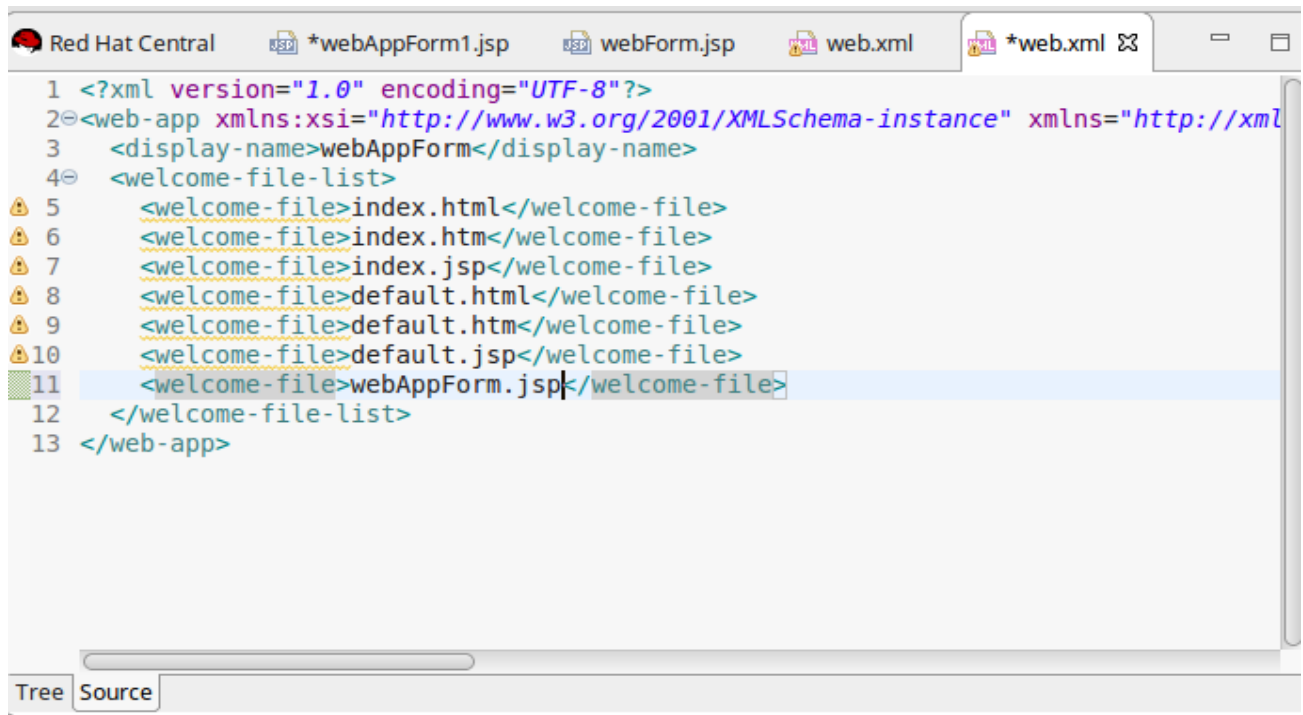 Red Hat Central *webAppForm1.jsp webForm.jsp web.xml *web.xml
1 <?xml version="1.0" encoding="UTF-8"?>
2 <web-app xmlns:xsi="http://www.w3.org/2001/XMLSchema-instance" xmlns="http://xml
3 <display-name>webAppForm</display-name>
4 <welcome-file-list>
5 <welcome-file>index.html</welcome-file>
6 <welcome-file>index.htm</welcome-file>
7 <welcome-file>index.jsp</welcome-file>
8 <welcome-file>default.html</welcome-file>
9 <welcome-file>default.htm</welcome-file>
10 <welcome-file>default.jsp</welcome-file>
11 <welcome-file>webAppForm.jsp</welcome-file>
12 </welcome-file-list>
13 </web-app>
Tree Source